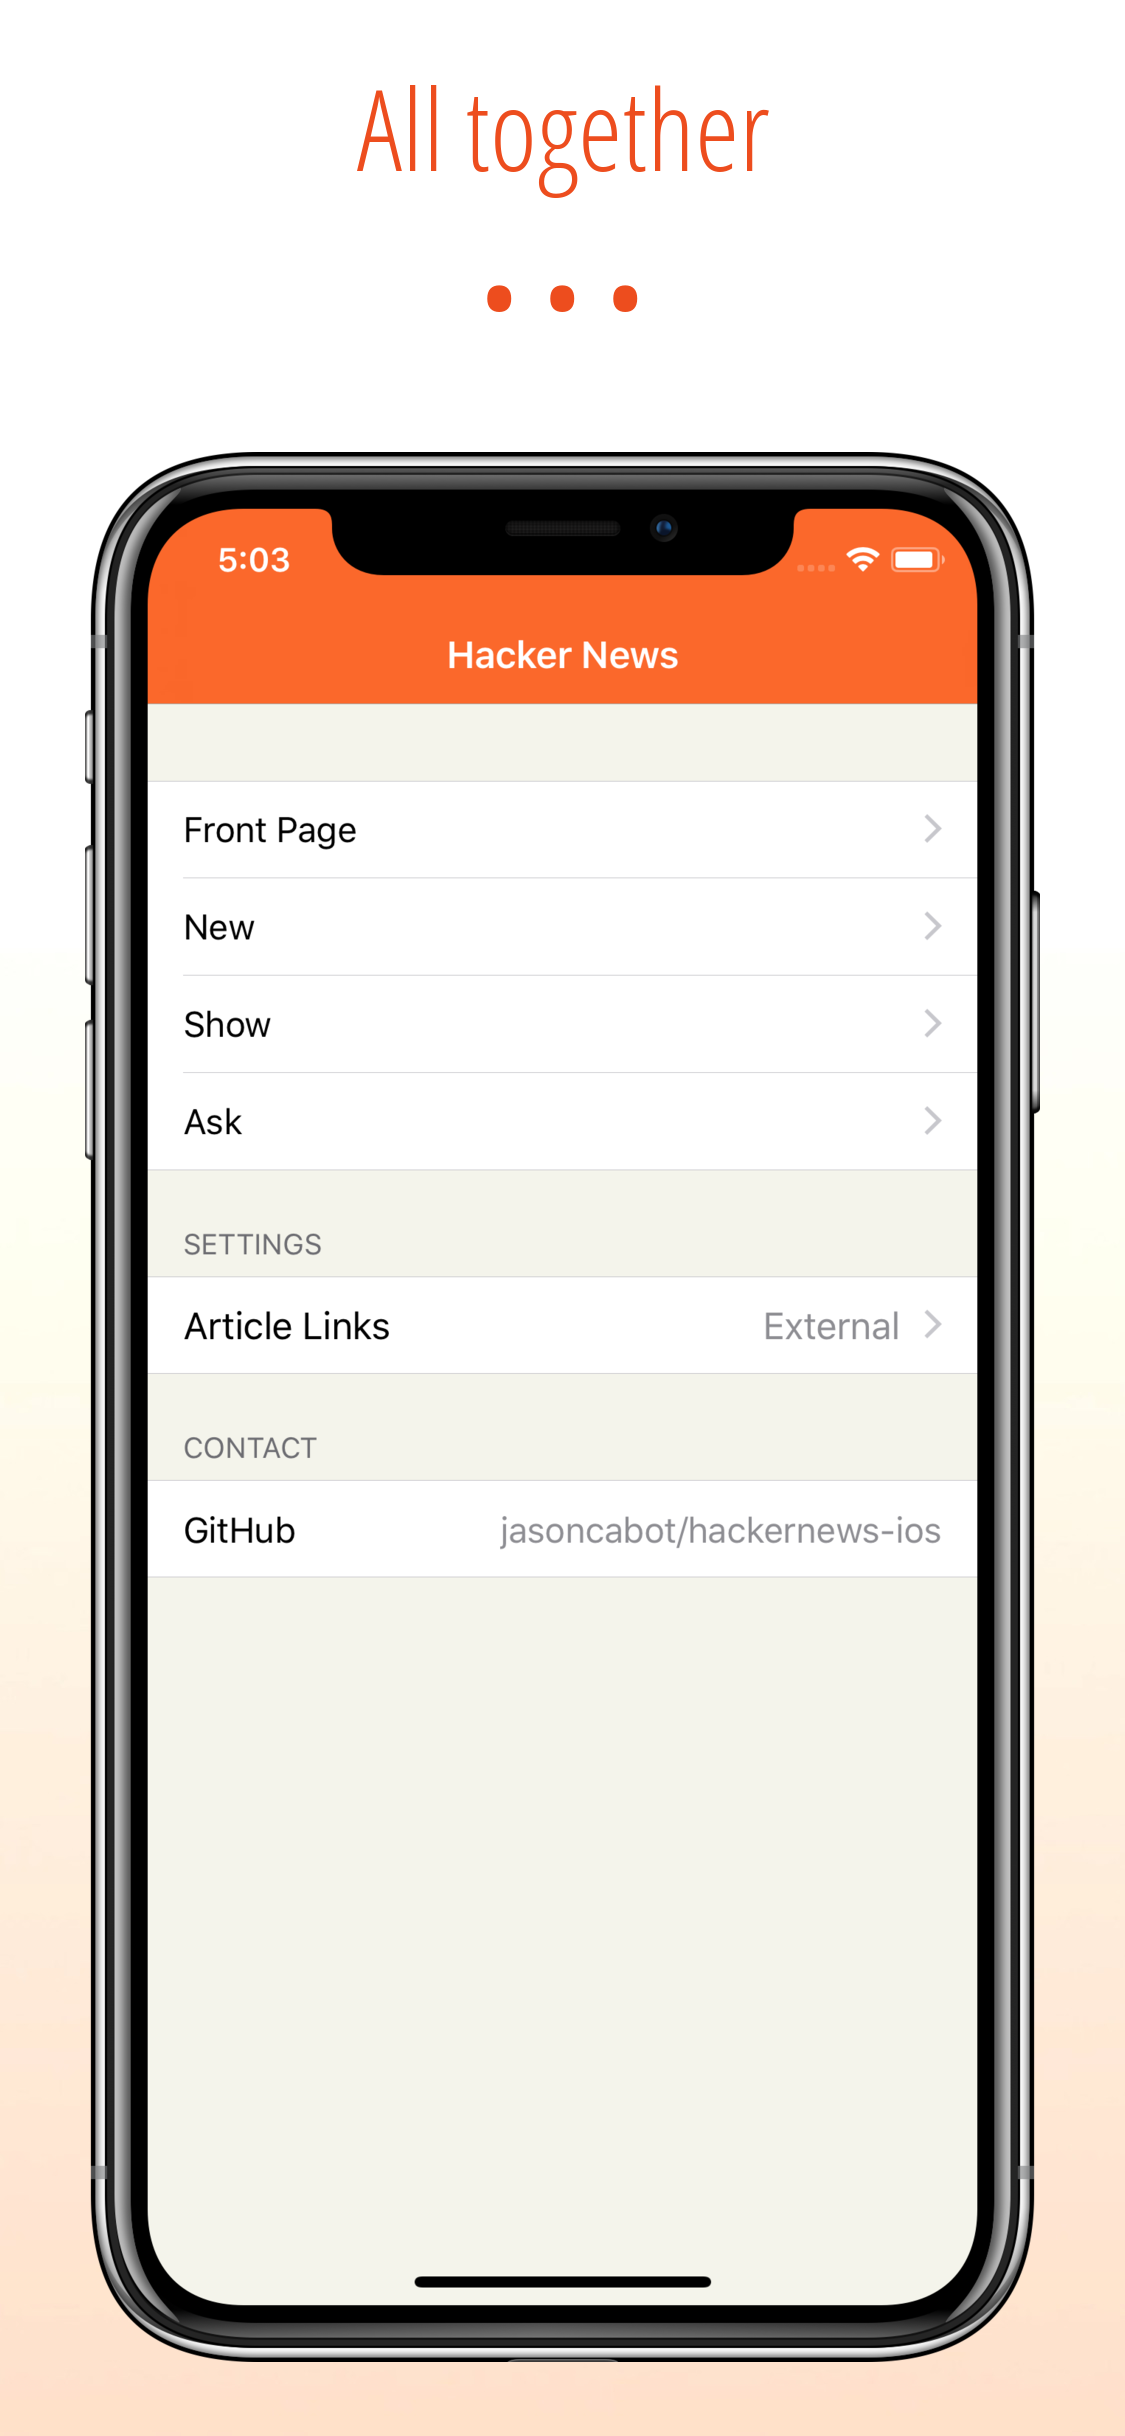 All together
5:03
Hacker News
Front Page
New
Show
Ask
SETTINGS
Article Links External
CONTACT
GitHub jasoncabot/hackernews-ios